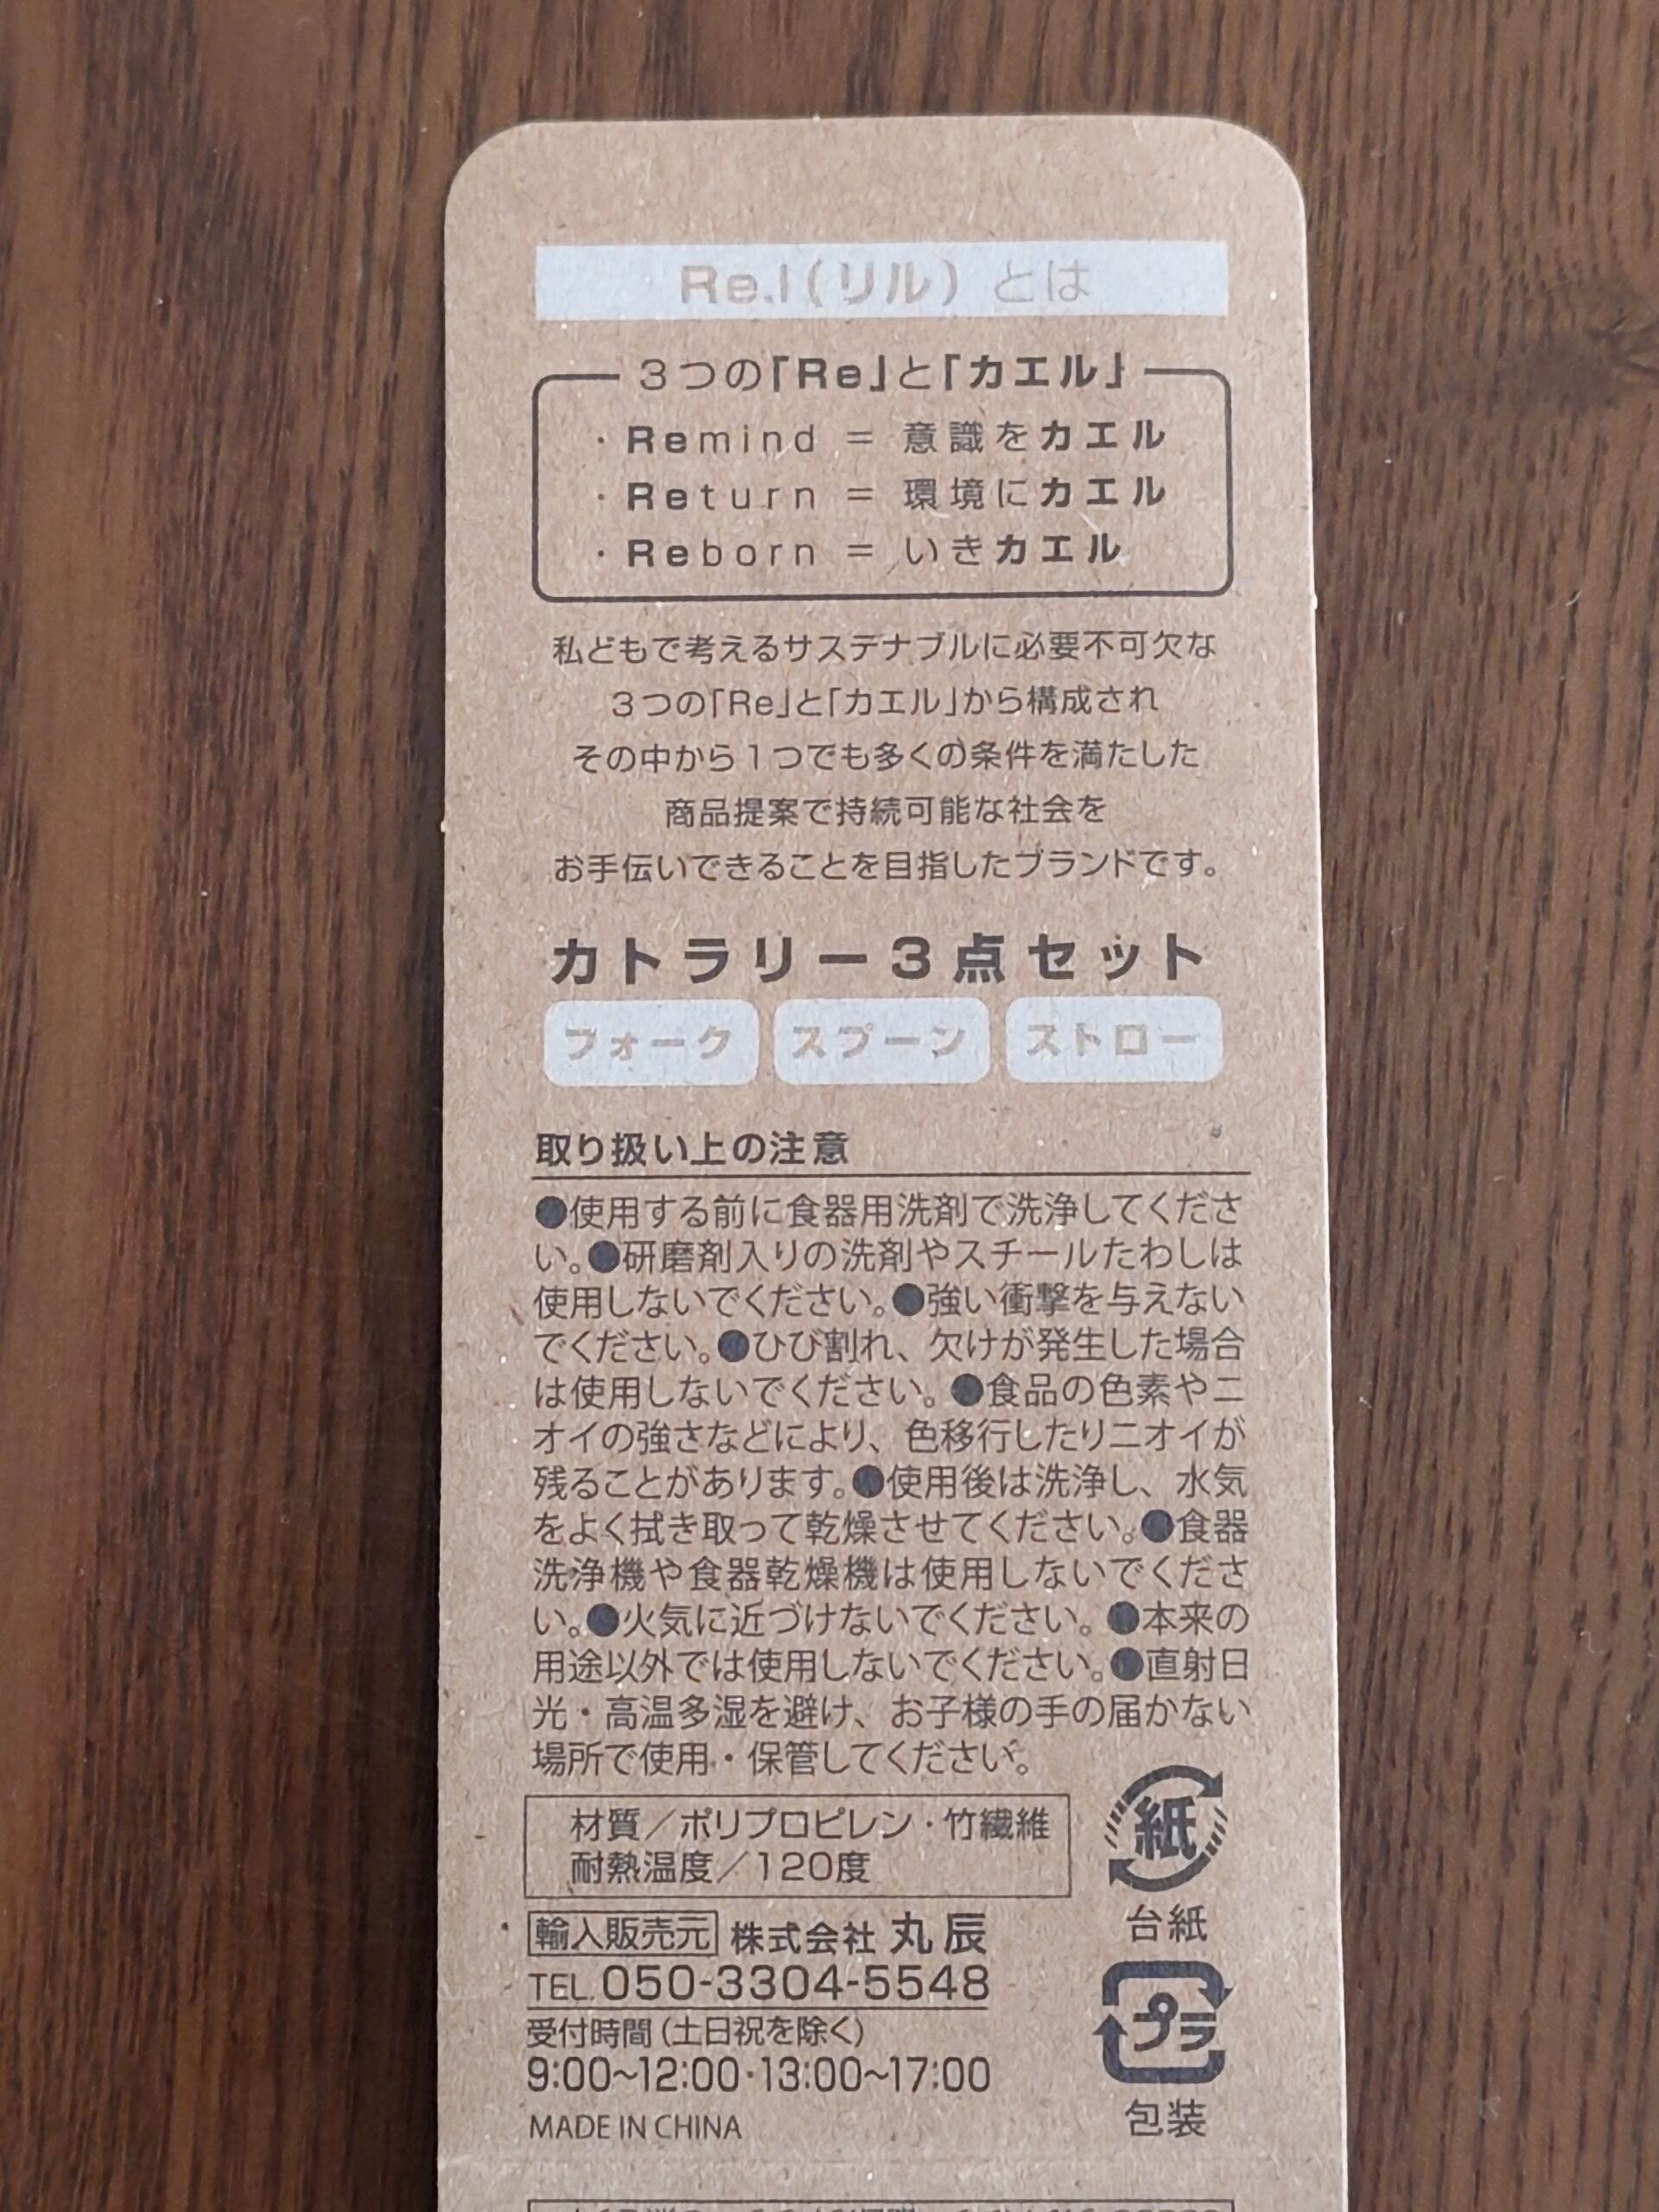 Re.l(リル) とは
3つの「Re」と「カエル」
・Remind = 意識をカエル
・Return = 環境にカエル
・Reborn = いきカエル
私どもで考えるサステナブルに必要不可欠な
3つの「Re」と「カエル」から構成され
その中から1つでも多くの条件を満たした
商品提案で持続可能な社会を
お手伝いできることを目指したブランドです。
カトラリー3点セット
フォーク スプーン ストロー
取り扱い上の注意
●使用する前に食器用洗剤で洗浄してくださ
い。●研磨剤入りの洗剤やスチールたわしは
使用しないでください。●強い衝撃を与えない
でください。●ひび割れ、欠けが発生した場合
は使用しないでください。●食品の色素やニ
オイの強さなどにより、色移行したりニオイが
残ることがあります。●使用後は洗浄し、水気
をよく拭き取って乾燥させてください。●食器
洗浄機や食器乾燥機は使用しないでくださ
い。●火気に近づけないでください。●本来の
用途以外では使用しないでください。●直射日
光・高温多湿を避け、お子様の手の届かない
場所で使用・保管してください。
材質／ポリプロピレン・竹繊維
耐熱温度／120度
紙
台紙
輸入販売元 株式会社 丸辰
TEL.050-3304-5548
受付時間(土日祝を除く)
9:00~12:00・13:00~17:00
MADE IN CHINA
プラ
包装